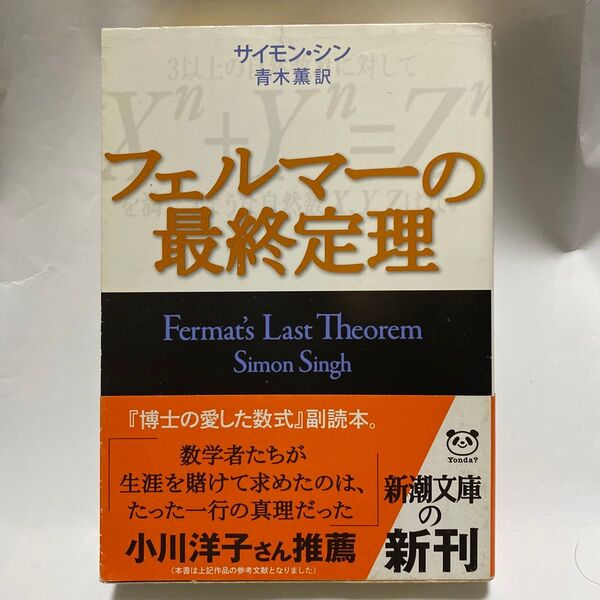 サイモン・シン
青木薫訳
3以上の自然数nに対して
Xⁿ+Yⁿ=Zⁿ
フェルマーの
最終定理
Fermat's Last Theorem
Simon Singh
『博士の愛した数式』副読本。
「数学者たちが
生涯を賭けて求めたのは、
たった一行の真理だった」
小川洋子さん推薦
(本書は上記作品の参考文献となりました)
Yonda?
新潮文庫
の
新刊